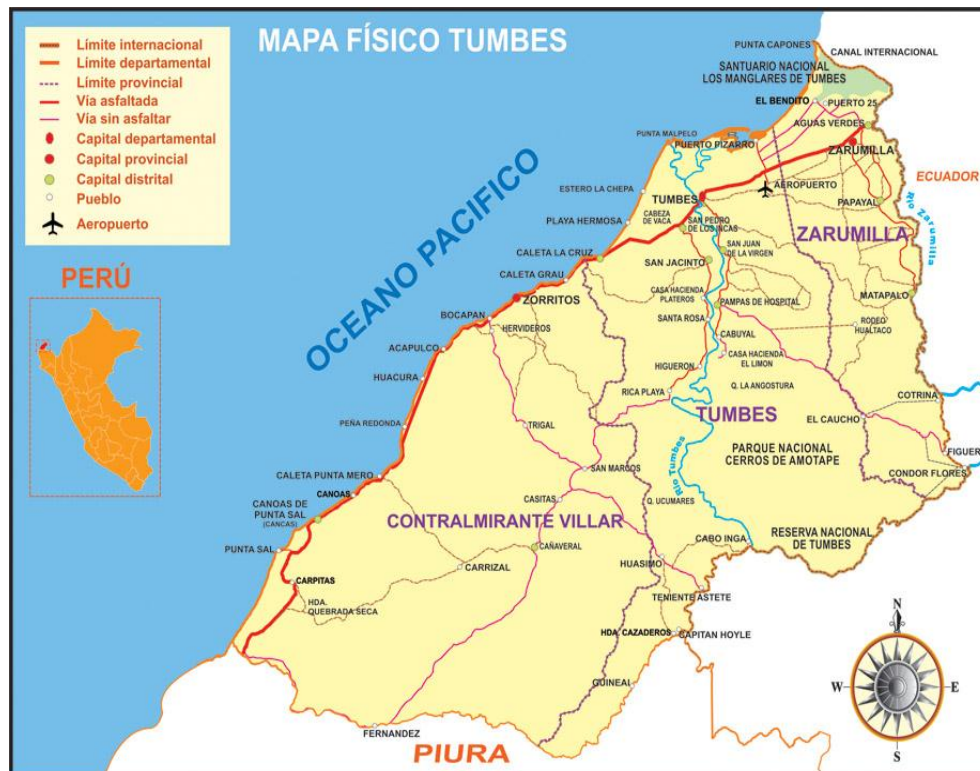 MAPA FÍSICO TUMBES
Límite internacional
Límite departamental
Límite provincial
Vía asfaltada
Vía sin asfaltar
Capital departamental
Capital provincial
Capital distrital
Pueblo
Aeropuerto
PERÚ
OCEANO PACIFICO
PUNTA CAPONES
CANAL INTERNACIONAL
SANTUARIO NACIONAL
LOS MANGLARES DE TUMBES
EL BENDITO
PUERTO 25
AGUAS VERDES
PUNTA MALPELO
PUERTO PIZARRO
ZARUMILLA
ECUADOR
ESTERO LA CHEPA
TUMBES
AEROPUERTO
PAPAYAL
Río Zarumilla
PLAYA HERMOSA
CABEZA
DE VACA
SAN PEDRO
DE LOS INCAS
ZARUMILLA
CALETA LA CRUZ
SAN JACINTO
SAN JUAN
DE LA VIRGEN
CALETA GRAU
CASA HACIENDA
PLATEROS
PAMPAS DE HOSPITAL
MATAPALO
ZORRITOS
BOCAPAN
HERVIDEROS
SANTA ROSA
RODEO
HUALTACO
ACAPULCO
CABUYAL
CASA HACIENDA
EL LIMON
HUACURA
HIGUERON
Q. LA ANGOSTURA
RICA PLAYA
COTRINA
PEÑA REDONDA
TRIGAL
TUMBES
EL CAUCHO
PARQUE NACIONAL
CERROS DE AMOTAPE
FIGUER
CALETA PUNTA MERO
SAN MARCOS
Río Tumbes
CONDOR FLORES
CANOAS
CASITAS
Q. UCUMARES
CANOAS DE
PUNTA SAL
(CANCAS)
CONTRALMIRANTE VILLAR
RESERVA NACIONAL
DE TUMBES
CABO INGA
PUNTA SAL
CAÑAVERAL
CARRIZAL
HUASIMO
CARPITAS
TENIENTE ASTETE
HDA.
QUEBRADA SECA
HDA. CAZADEROS
CAPITAN HOYLE
GUINEAL
FERNANDEZ
PIURA
N
W
E
S